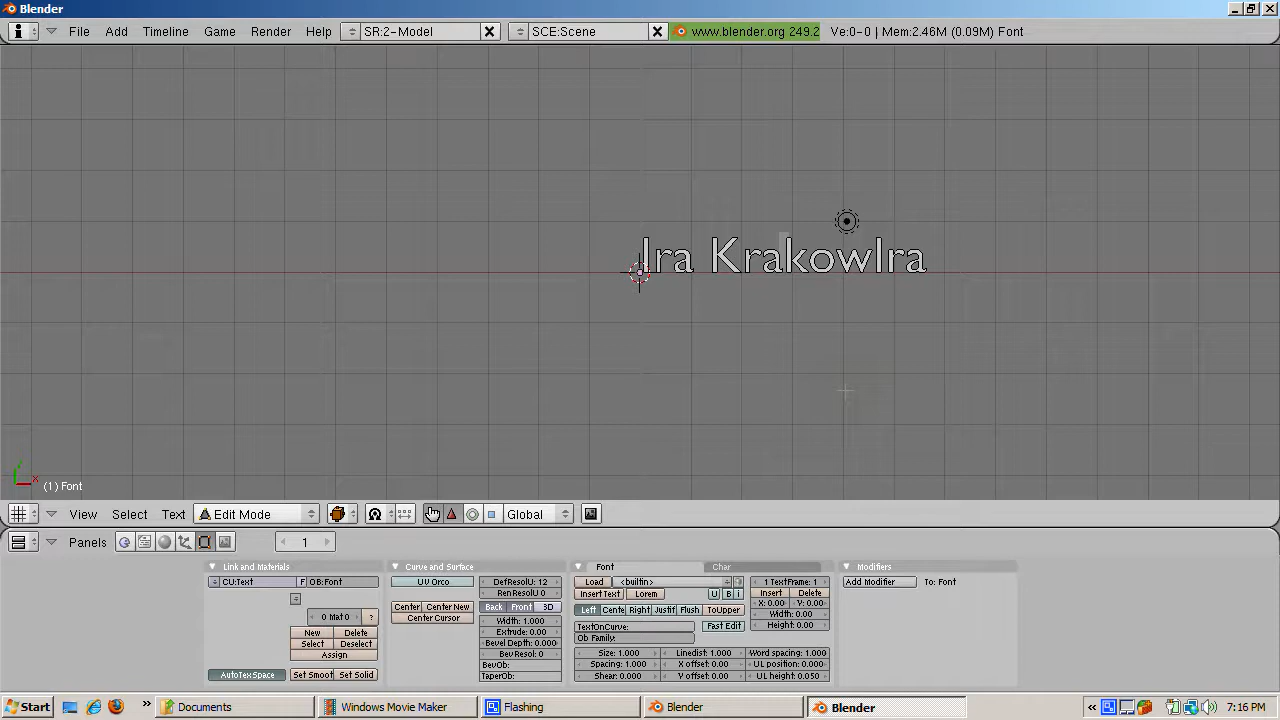 Blender
File Add Timeline Game Render Help SR:2-Model SCE:Scene www.blender.org 249.2 Ve:0-0 | Mem:2.46M (0.09M) Font
Ira KrakowIra
(1) Font
View Select Text Edit Mode Global
Panels 1
Link and Materials Curve and Surface Font Char Modifiers
CU:Text F OB:Font UV Orco DefResolU: 12 Load <builtin> 1 TextFrame: 1 Add Modifier To: Font
RenResolU 0 Insert Text Lorem U B i Insert Delete
Center Center New Back Front 3D Left Cente Right Justif Flush ToUpper X: 0.00 Y: 0.00
0 Mat 0 ? Center Cursor Width: 1.000 TextOnCurve: Fast Edit Width: 0.00
New Delete Extrude: 0.00 Ob Family: Height: 0.00
Select Deselect Bevel Depth: 0.000
Assign BevResol: 0 Size: 1.000 Linedist: 1.000 Word spacing: 1.000
BevOb: Spacing: 1.000 X offset: 0.00 UL position: 0.000
AutoTexSpace Set Smoot Set Solid TaperOb: Shear: 0.000 Y offset: 0.00 UL height: 0.050
Start » Documents Windows Movie Maker Flashing Blender Blender « 7:16 PM